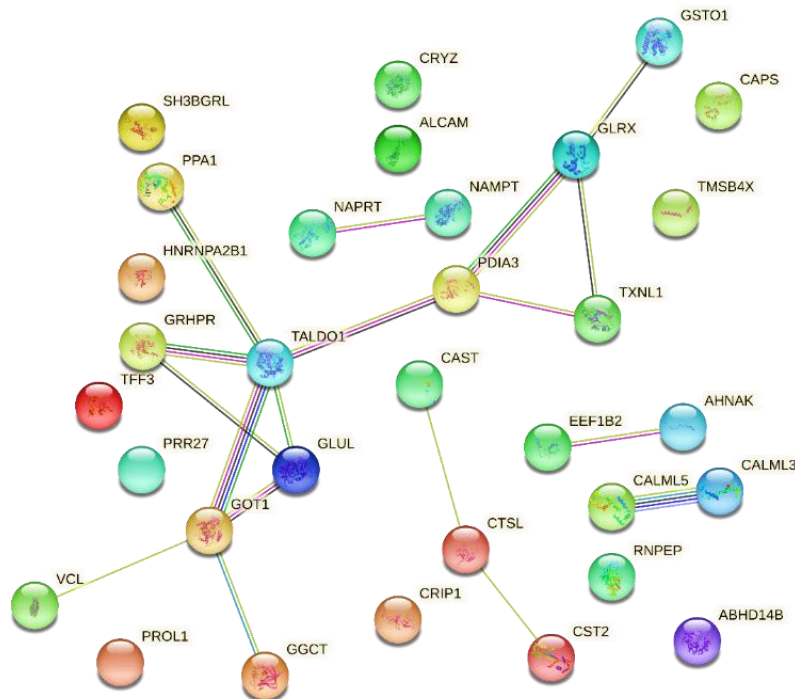 GSTO1
CRYZ
CAPS
SH3BGRL
ALCAM
GLRX
PPA1
NAMPT
NAPRT
TMSB4X
HNRNPA2B1
PDIA3
TXNL1
GRHPR
TALDO1
CAST
TFF3
AHNAK
EEF1B2
PRR27
GLUL
CALML3
CALML5
GOT1
CTSL
RNPEP
VCL
CRIP1
ABHD14B
PROL1
GGCT
CST2